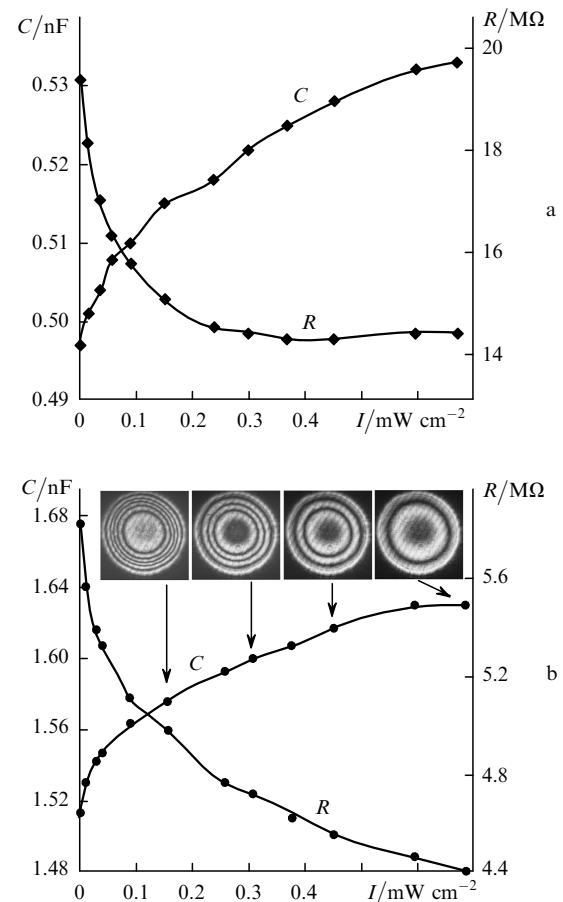 C/nF
R/MΩ
20
0.53
C
0.52
18
a
0.51
16
0.50
R
14
0.49
0 0.1 0.2 0.3 0.4 I/mW cm⁻²
C/nF
R/MΩ
1.68
1.64
5.6
1.60
C
5.2
b
1.56
4.8
1.52
R
1.48
4.4
0 0.1 0.2 0.3 0.4 I/mW cm⁻²